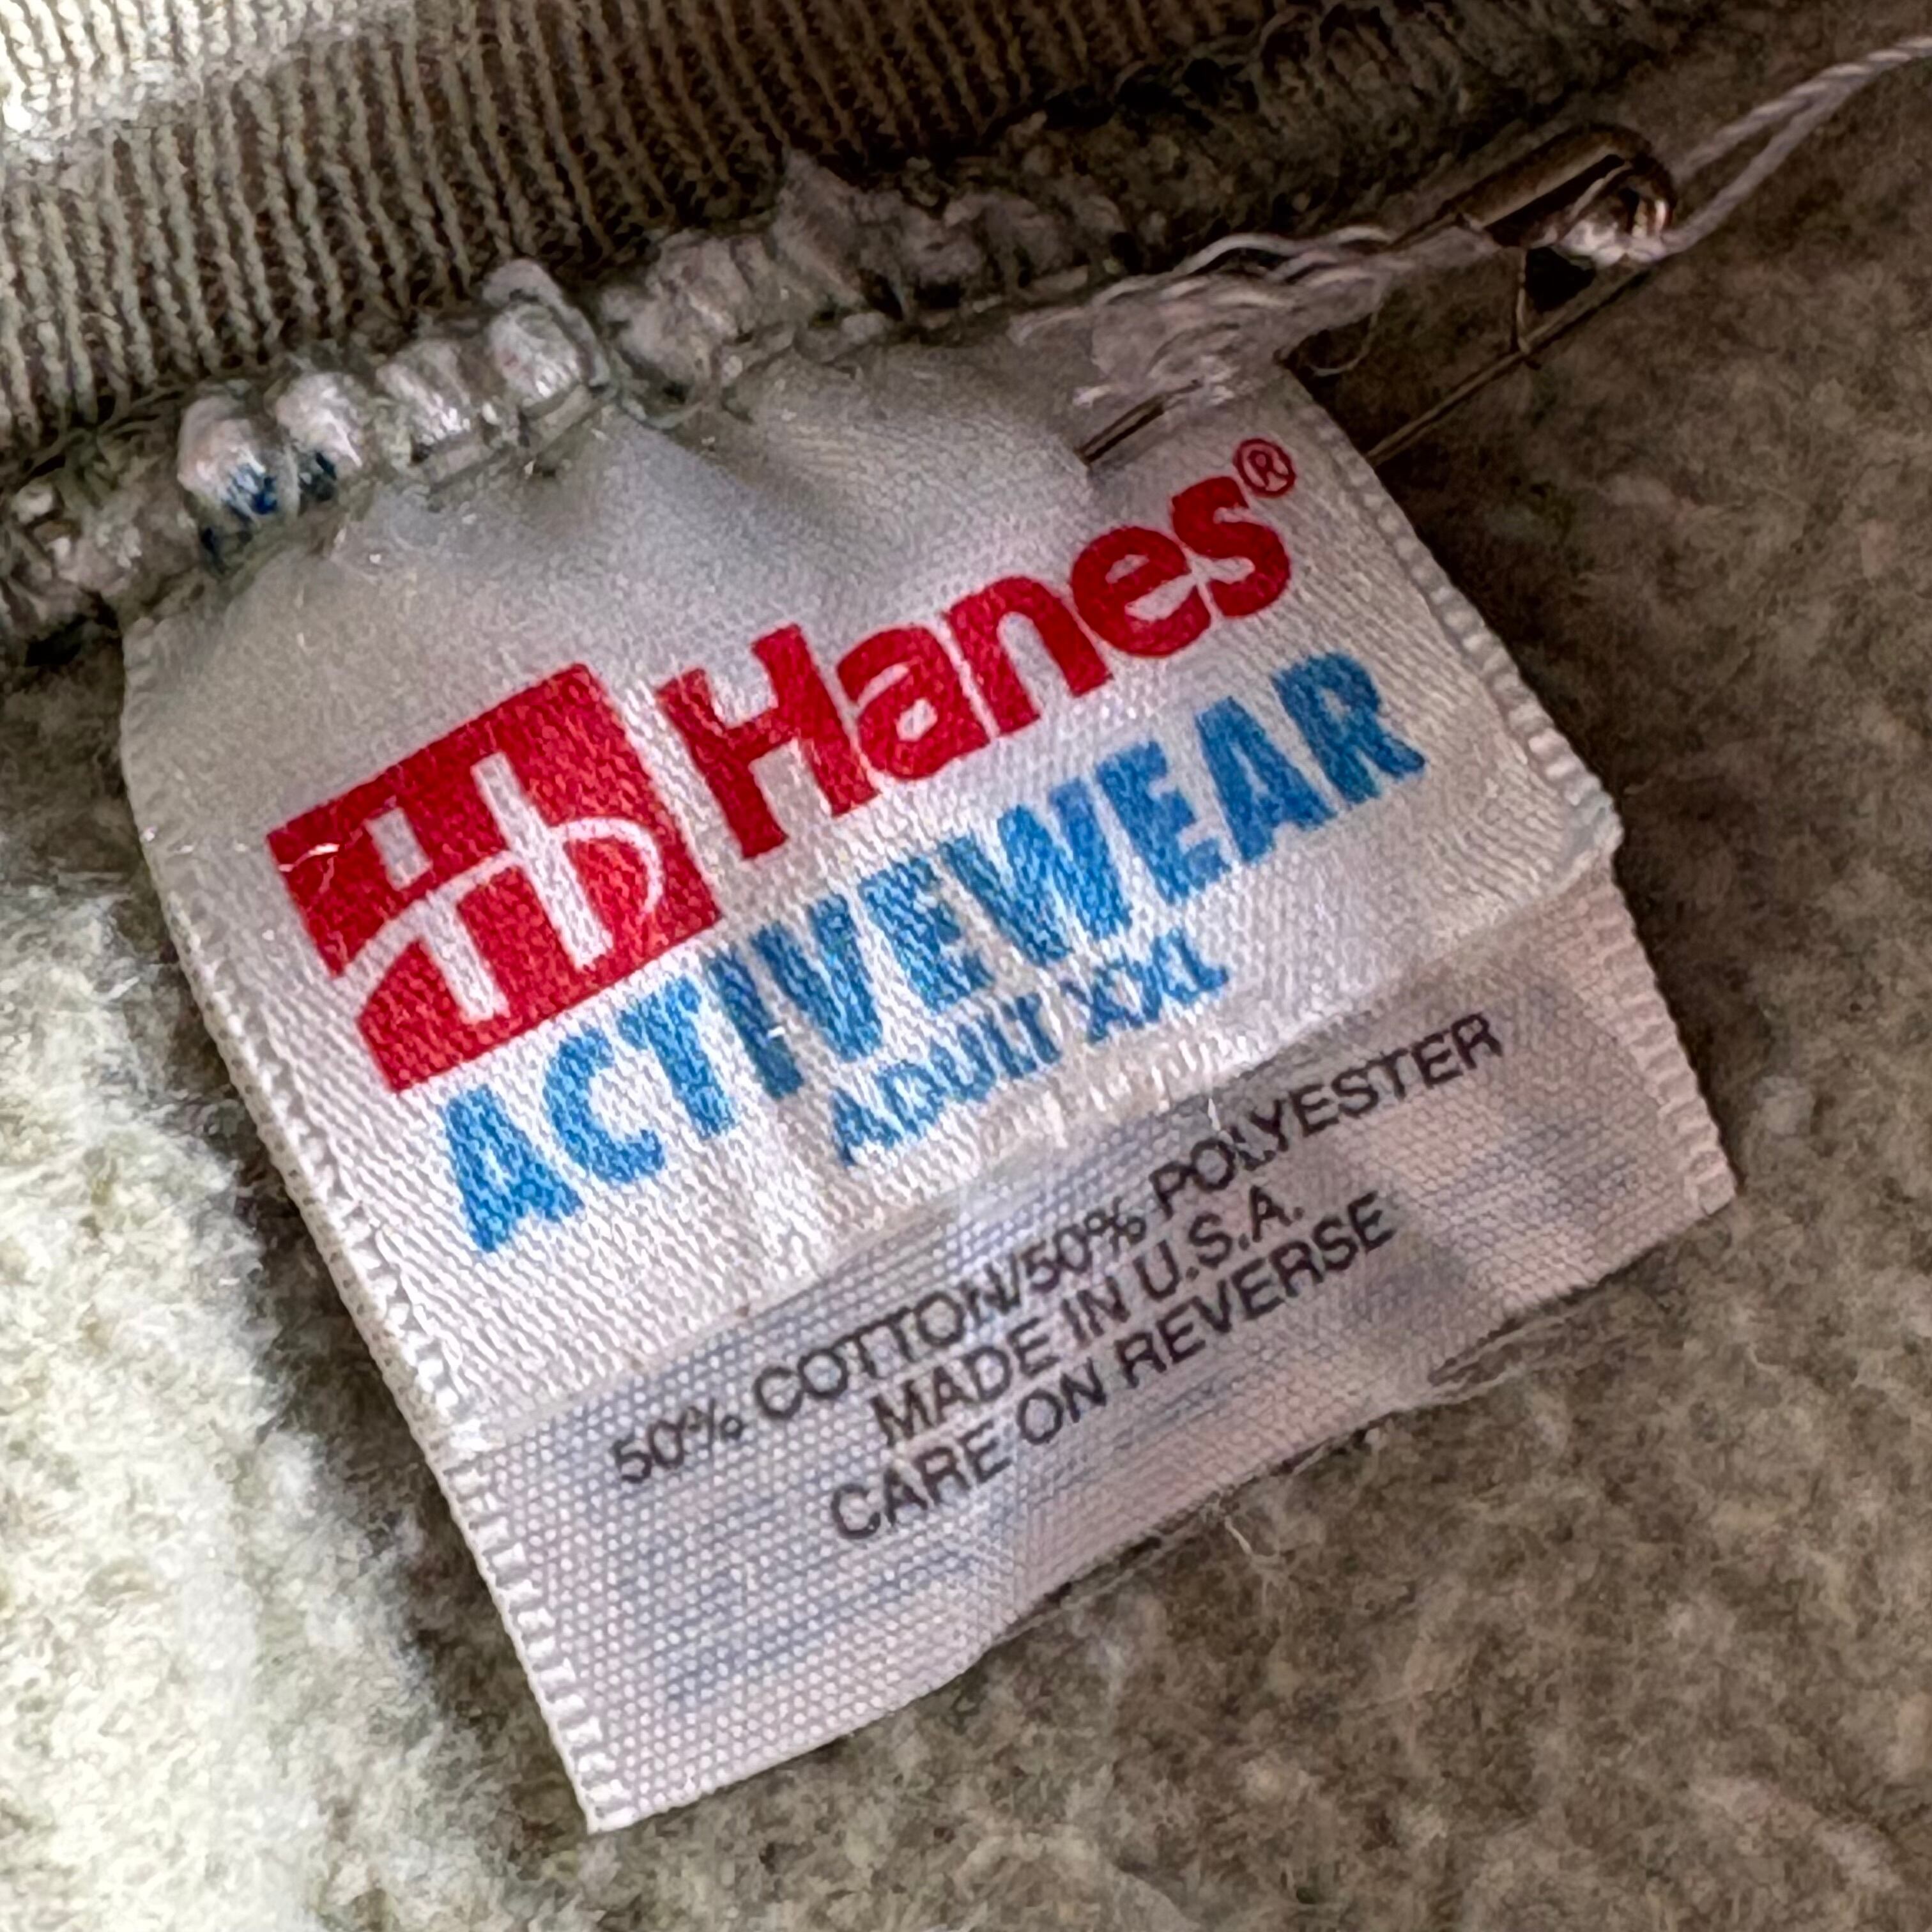 Hanes®
ACTIVEWEAR
ADULT XXL
50% COTTON/50% POLYESTER
MADE IN U.S.A.
CARE ON REVERSE